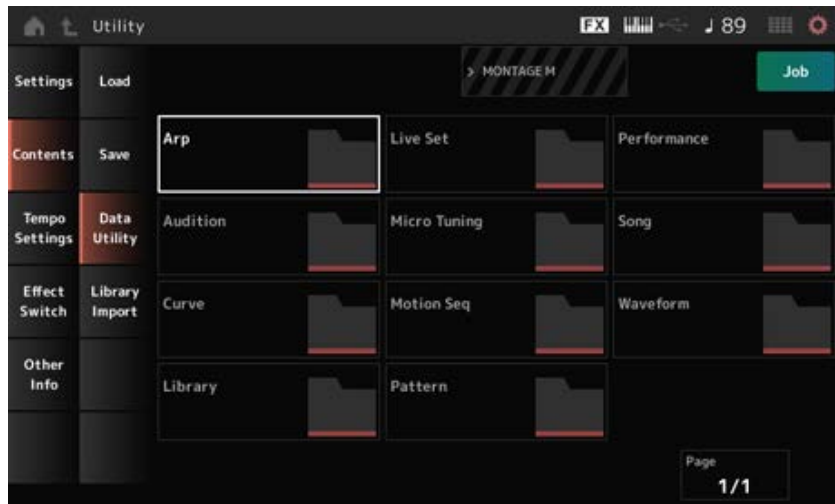 Utility
FX
♩ 89
Settings
Load
> MONTAGE M
Job
Contents
Save
Arp
Live Set
Performance
Tempo
Settings
Data
Utility
Audition
Micro Tuning
Song
Effect
Switch
Library
Import
Curve
Motion Seq
Waveform
Other
Info
Library
Pattern
Page
1/1